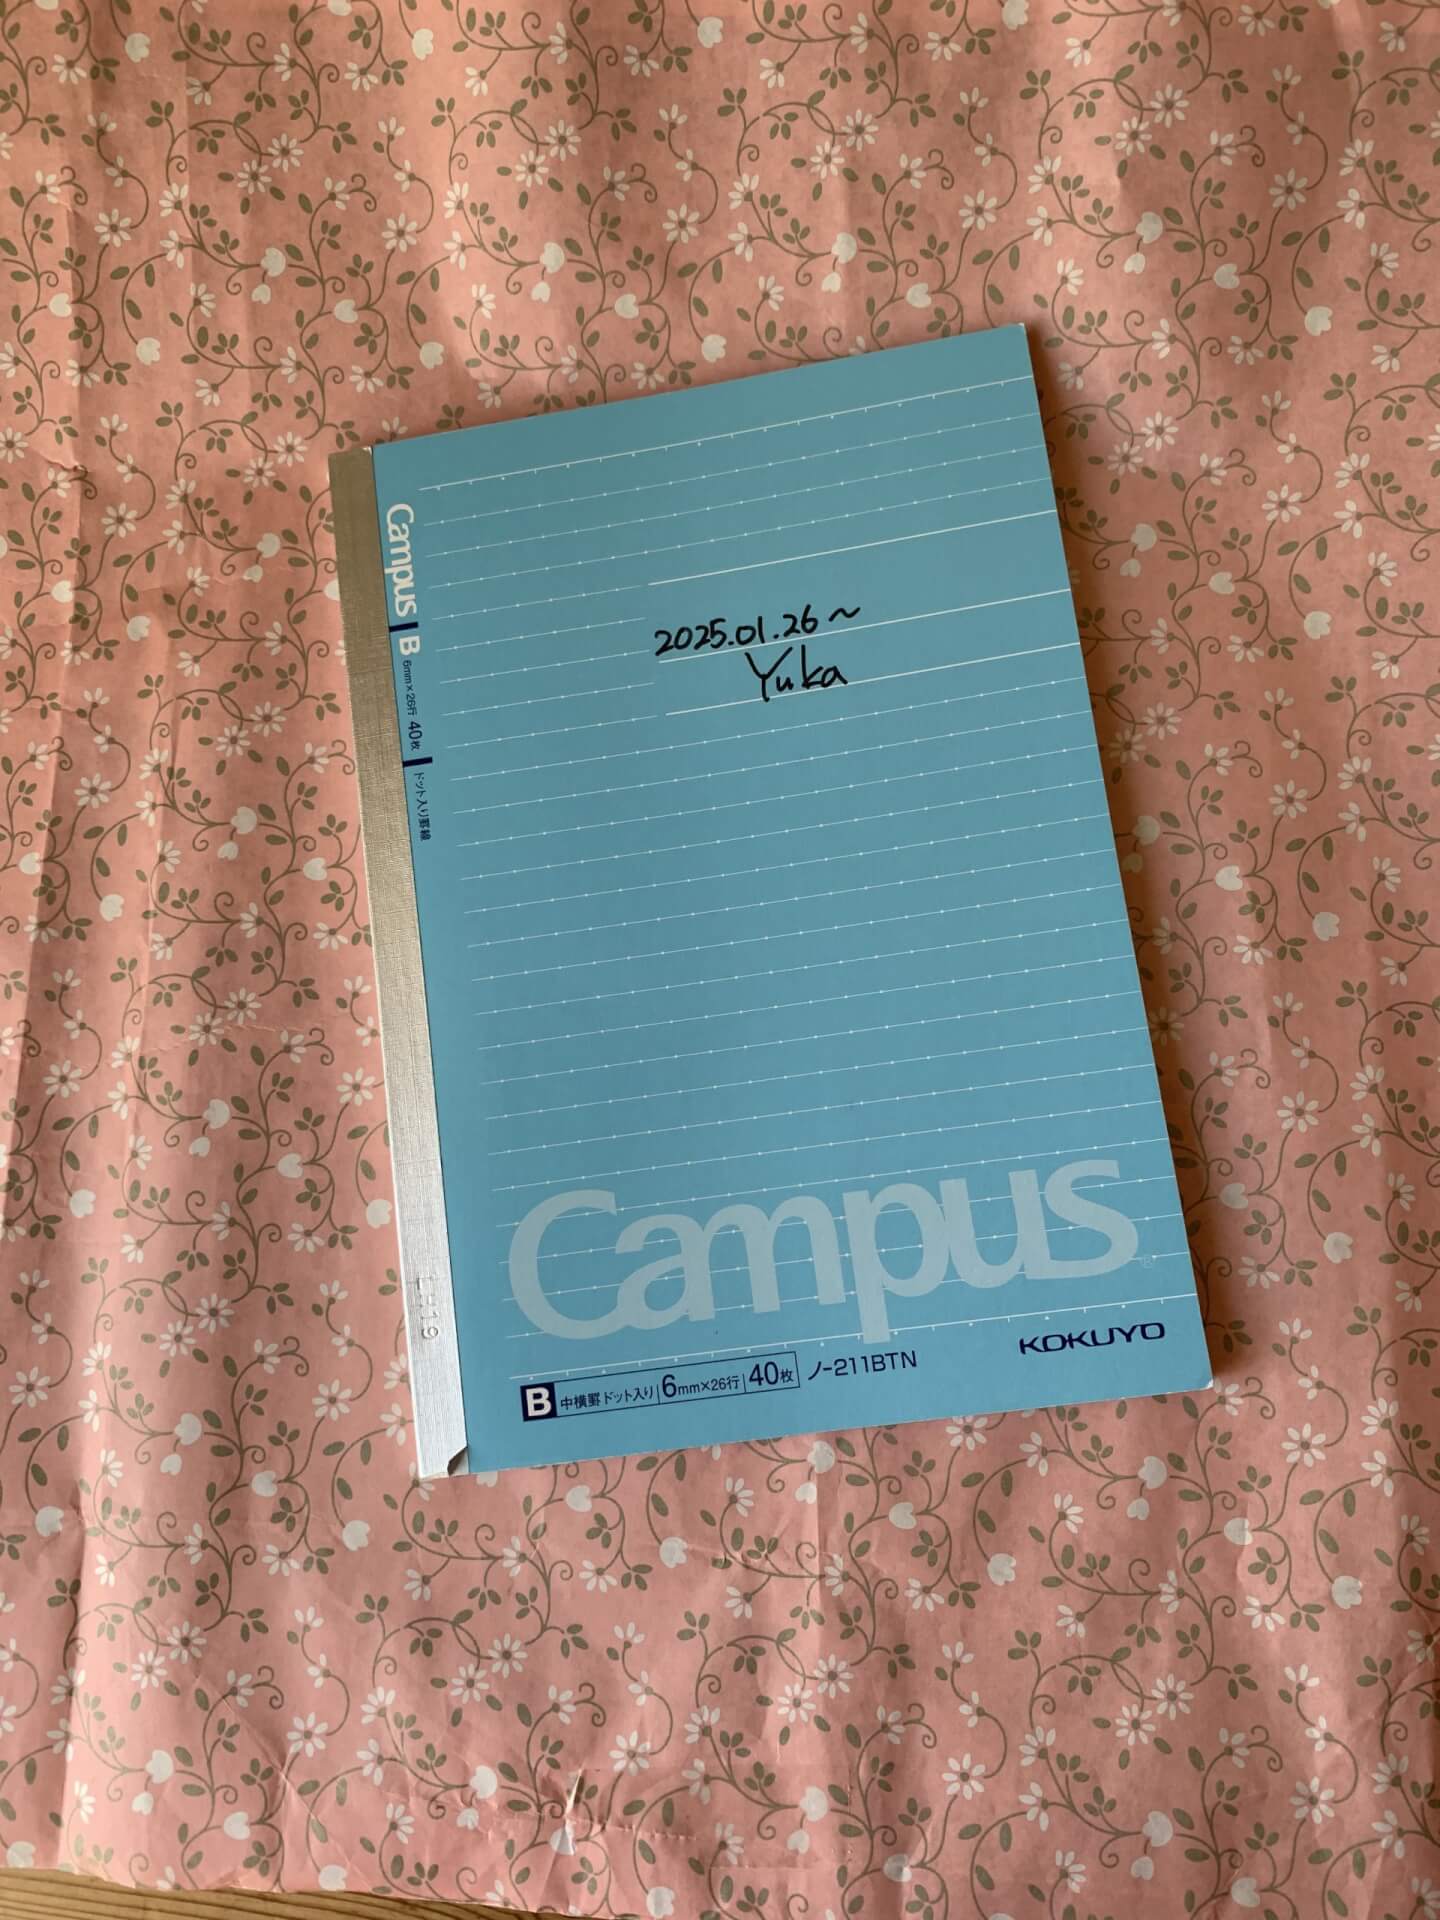 Campus B 6mm×26行 40枚 ドット入り罫線
2025.01.26～
Yuka
Campus®
KOKUYO
B 中横罫 ドット入り 6mm×26行 40枚 ノ-211BTN
LH19